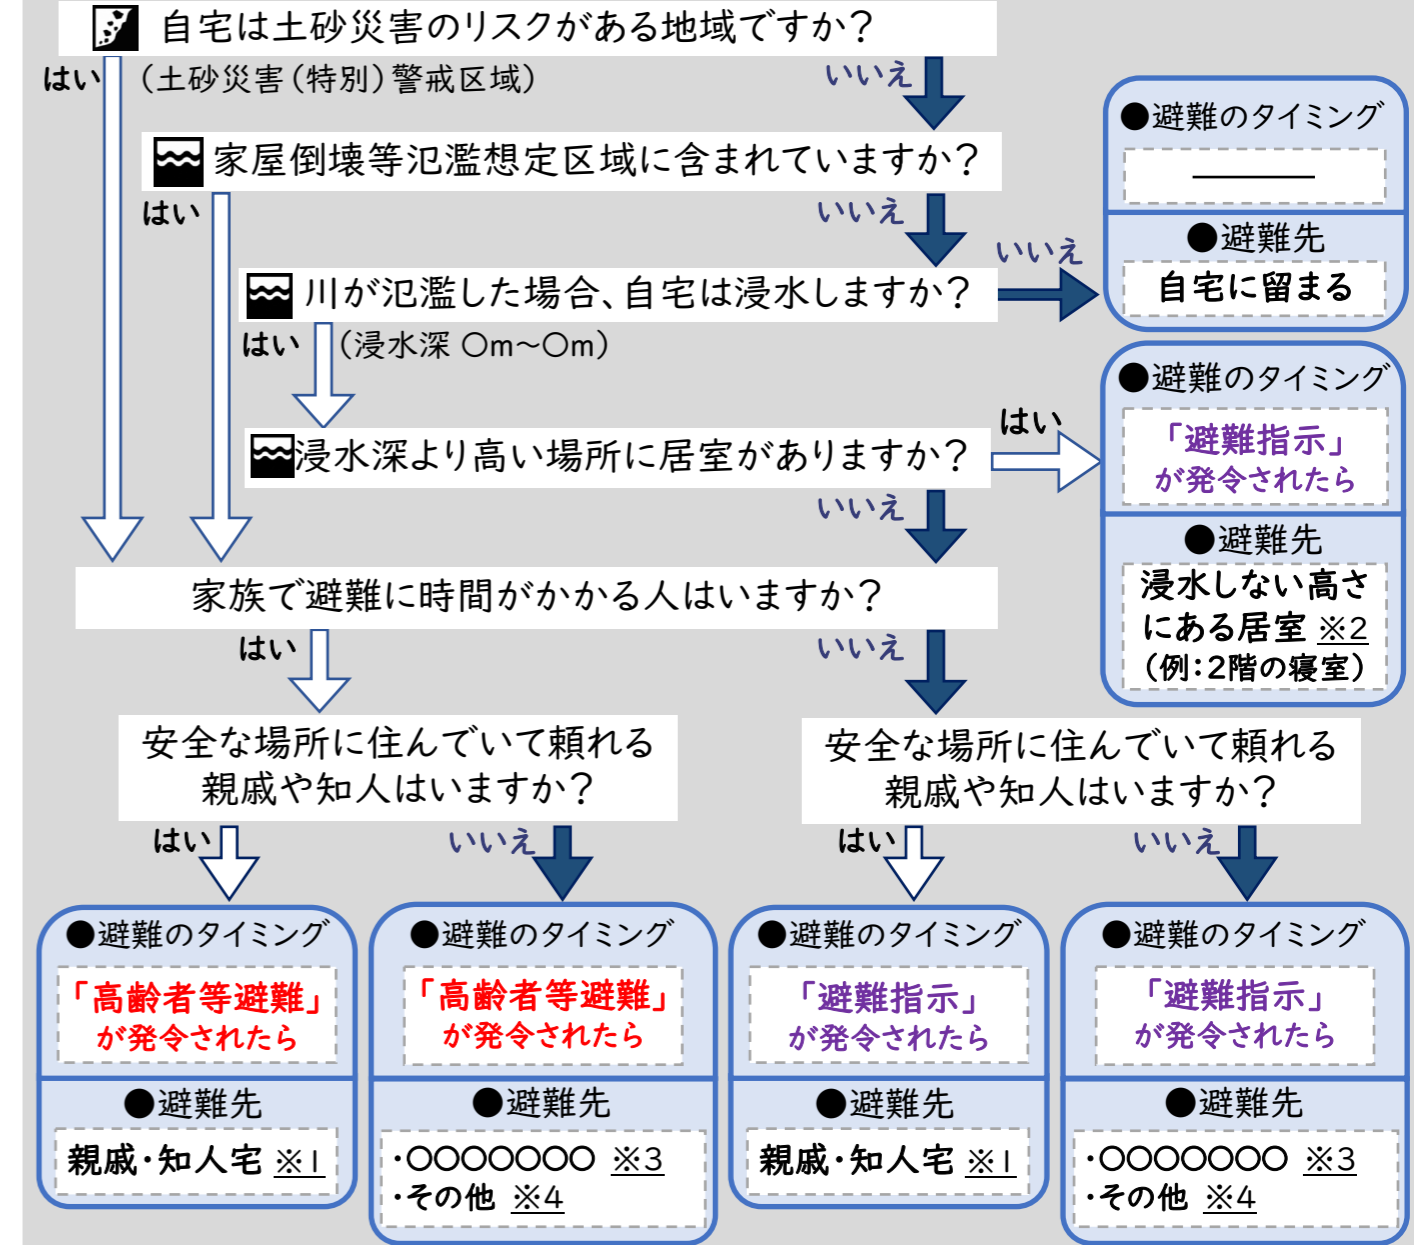 自宅は土砂災害のリスクがある地域ですか？
はい
（土砂災害（特別）警戒区域）
いいえ
家屋倒壊等氾濫想定区域に含まれていますか？
はい
いいえ
川が氾濫した場合、自宅は浸水しますか？
いいえ
はい
（浸水深 〇m～〇m）
●避難のタイミング
●避難先
自宅に留まる
浸水深より高い場所に居室がありますか？
はい
いいえ
●避難のタイミング
「避難指示」
が発令されたら
●避難先
浸水しない高さ
にある居室 ※2
（例：2階の寝室）
家族で避難に時間がかかる人はいますか？
はい
いいえ
安全な場所に住んでいて頼れる
親戚や知人はいますか？
はい
いいえ
安全な場所に住んでいて頼れる
親戚や知人はいますか？
はい
いいえ
●避難のタイミング
「高齢者等避難」
が発令されたら
●避難先
親戚・知人宅 ※1
●避難のタイミング
「高齢者等避難」
が発令されたら
●避難先
・〇〇〇〇〇〇〇 ※3
・その他 ※4
●避難のタイミング
「避難指示」
が発令されたら
●避難先
親戚・知人宅 ※1
●避難のタイミング
「避難指示」
が発令されたら
●避難先
・〇〇〇〇〇〇〇 ※3
・その他 ※4